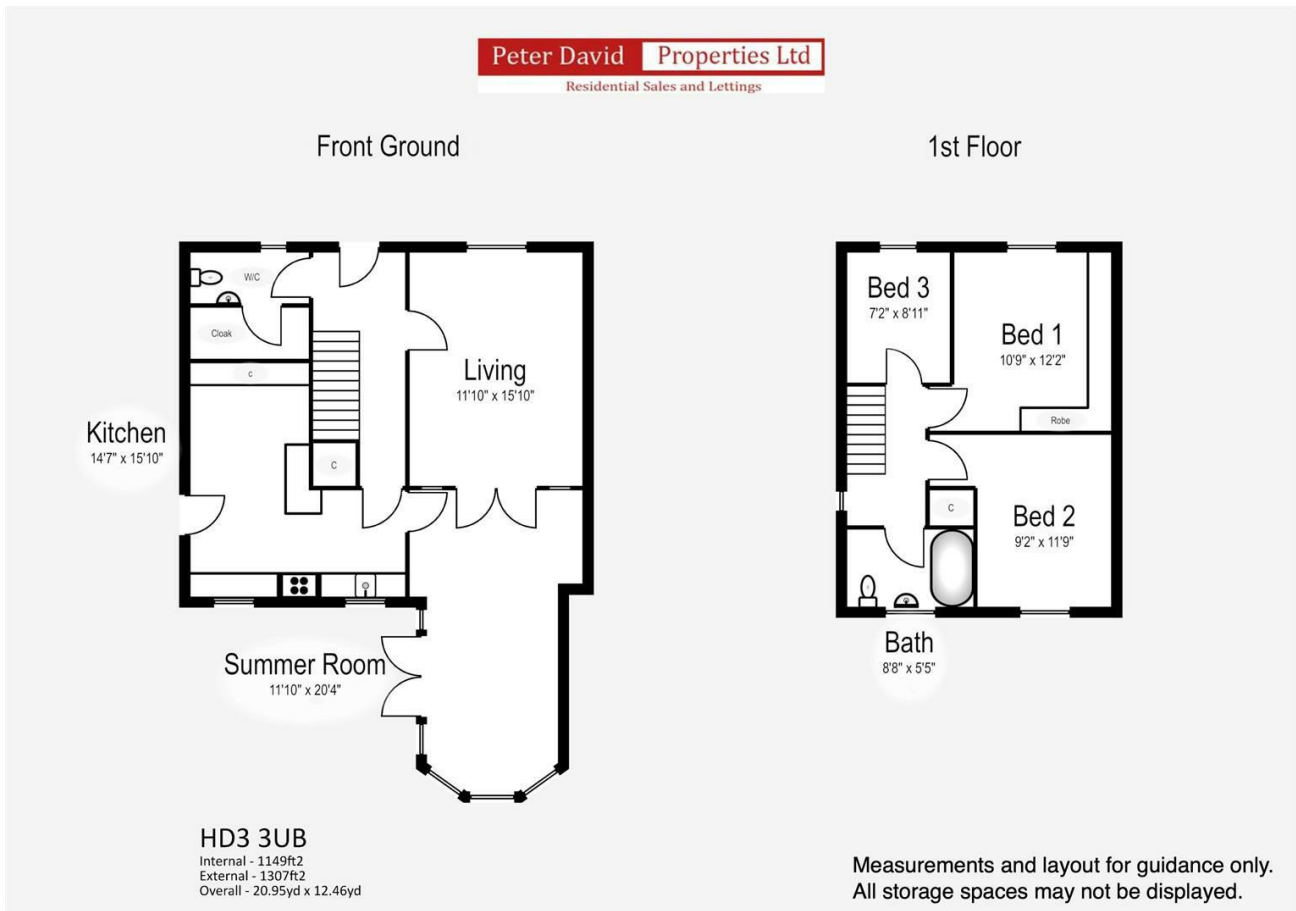 Peter David Properties Ltd
Residential Sales and Lettings
Front Ground
1st Floor
W/C
Cloak
c
Living
11'10" x 15'10"
Kitchen
14'7" x 15'10"
C
Summer Room
11'10" x 20'4"
Bed 3
7'2" x 8'11"
Bed 1
10'9" x 12'2"
Robe
C
Bed 2
9'2" x 11'9"
Bath
8'8" x 5'5"
HD3 3UB
Internal - 1149ft2
External - 1307ft2
Overall - 20.95yd x 12.46yd
Measurements and layout for guidance only.
All storage spaces may not be displayed.